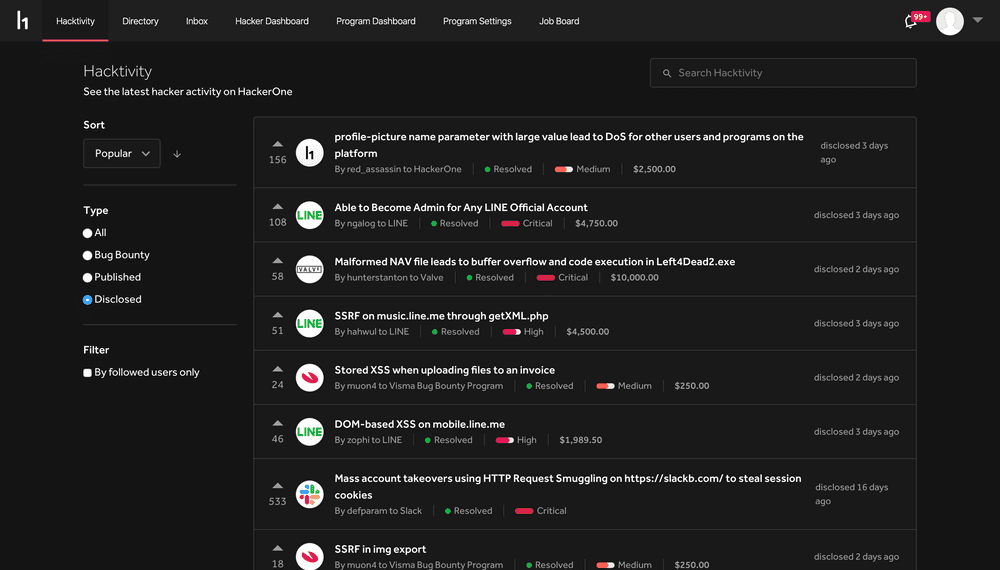 h1
Hacktivity
Directory
Inbox
Hacker Dashboard
Program Dashboard
Program Settings
Job Board
99+
Hacktivity
See the latest hacker activity on HackerOne
Search Hacktivity
Sort
Popular
Type
All
Bug Bounty
Published
Disclosed
Filter
By followed users only
156
h1
profile-picture name parameter with large value lead to DoS for other users and programs on the
platform
By red_assassin to HackerOne
Resolved
Medium
$2,500.00
disclosed 3 days
ago
108
LINE
Able to Become Admin for Any LINE Official Account
By ngalog to LINE
Resolved
Critical
$4,750.00
disclosed 3 days ago
58
VALVE
Malformed NAV file leads to buffer overflow and code execution in Left4Dead2.exe
By hunterstanton to Valve
Resolved
Critical
$10,000.00
disclosed 2 days ago
51
LINE
SSRF on music.line.me through getXML.php
By hahwul to LINE
Resolved
High
$4,500.00
disclosed 3 days ago
24
Stored XSS when uploading files to an invoice
By muon4 to Visma Bug Bounty Program
Resolved
Medium
$250.00
disclosed 2 days ago
46
LINE
DOM-based XSS on mobile.line.me
By zophi to LINE
Resolved
High
$1,989.50
disclosed 3 days ago
533
Mass account takeovers using HTTP Request Smuggling on https://slackb.com/ to steal session
cookies
By defparam to Slack
Resolved
Critical
disclosed 16 days
ago
18
SSRF in img export
By muon4 to Visma Bug Bounty Program
Resolved
Medium
$250.00
disclosed 2 days ago